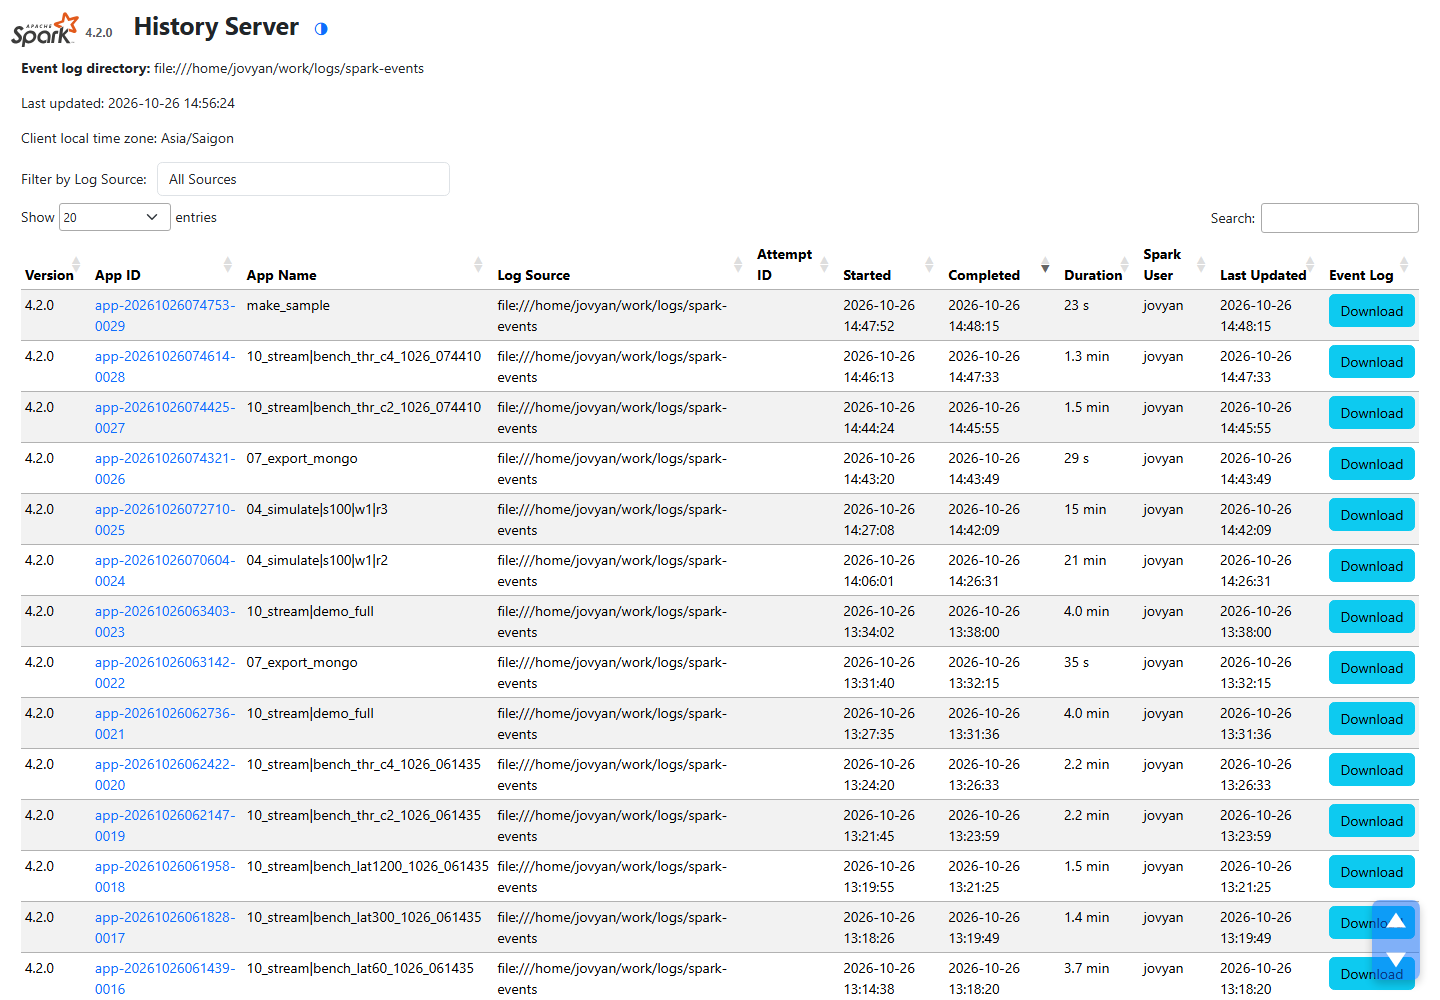 APACHE
Spark 4.2.0 History Server
Event log directory: file:///home/jovyan/work/logs/spark-events
Last updated: 2026-10-26 14:56:24
Client local time zone: Asia/Saigon
Filter by Log Source: All Sources
Show 20 entries Search:
Version App ID App Name Log Source Attempt ID Started Completed Duration Spark User Last Updated Event Log
4.2.0 app-20261026074753- make_sample file:///home/jovyan/work/logs/spark- 2026-10-26 2026-10-26 23 s jovyan 2026-10-26 Download
0029 events 14:47:52 14:48:15 14:48:15
4.2.0 app-20261026074614- 10_stream|bench_thr_c4_1026_074410 file:///home/jovyan/work/logs/spark- 2026-10-26 2026-10-26 1.3 min jovyan 2026-10-26 Download
0028 events 14:46:13 14:47:33 14:47:33
4.2.0 app-20261026074425- 10_stream|bench_thr_c2_1026_074410 file:///home/jovyan/work/logs/spark- 2026-10-26 2026-10-26 1.5 min jovyan 2026-10-26 Download
0027 events 14:44:24 14:45:55 14:45:55
4.2.0 app-20261026074321- 07_export_mongo file:///home/jovyan/work/logs/spark- 2026-10-26 2026-10-26 29 s jovyan 2026-10-26 Download
0026 events 14:43:20 14:43:49 14:43:49
4.2.0 app-20261026072710- 04_simulate|s100|w1|r3 file:///home/jovyan/work/logs/spark- 2026-10-26 2026-10-26 15 min jovyan 2026-10-26 Download
0025 events 14:27:08 14:42:09 14:42:09
4.2.0 app-20261026070604- 04_simulate|s100|w1|r2 file:///home/jovyan/work/logs/spark- 2026-10-26 2026-10-26 21 min jovyan 2026-10-26 Download
0024 events 14:06:01 14:26:31 14:26:31
4.2.0 app-20261026063403- 10_stream|demo_full file:///home/jovyan/work/logs/spark- 2026-10-26 2026-10-26 4.0 min jovyan 2026-10-26 Download
0023 events 13:34:02 13:38:00 13:38:00
4.2.0 app-20261026063142- 07_export_mongo file:///home/jovyan/work/logs/spark- 2026-10-26 2026-10-26 35 s jovyan 2026-10-26 Download
0022 events 13:31:40 13:32:15 13:32:15
4.2.0 app-20261026062736- 10_stream|demo_full file:///home/jovyan/work/logs/spark- 2026-10-26 2026-10-26 4.0 min jovyan 2026-10-26 Download
0021 events 13:27:35 13:31:36 13:31:36
4.2.0 app-20261026062422- 10_stream|bench_thr_c4_1026_061435 file:///home/jovyan/work/logs/spark- 2026-10-26 2026-10-26 2.2 min jovyan 2026-10-26 Download
0020 events 13:24:20 13:26:33 13:26:33
4.2.0 app-20261026062147- 10_stream|bench_thr_c2_1026_061435 file:///home/jovyan/work/logs/spark- 2026-10-26 2026-10-26 2.2 min jovyan 2026-10-26 Download
0019 events 13:21:45 13:23:59 13:23:59
4.2.0 app-20261026061958- 10_stream|bench_lat1200_1026_061435 file:///home/jovyan/work/logs/spark- 2026-10-26 2026-10-26 1.5 min jovyan 2026-10-26 Download
0018 events 13:19:55 13:21:25 13:21:25
4.2.0 app-20261026061828- 10_stream|bench_lat300_1026_061435 file:///home/jovyan/work/logs/spark- 2026-10-26 2026-10-26 1.4 min jovyan 2026-10-26 Download
0017 events 13:18:26 13:19:49 13:19:49
4.2.0 app-20261026061439- 10_stream|bench_lat60_1026_061435 file:///home/jovyan/work/logs/spark- 2026-10-26 2026-10-26 3.7 min jovyan 2026-10-26 Download
0016 events 13:14:38 13:18:20 13:18:20